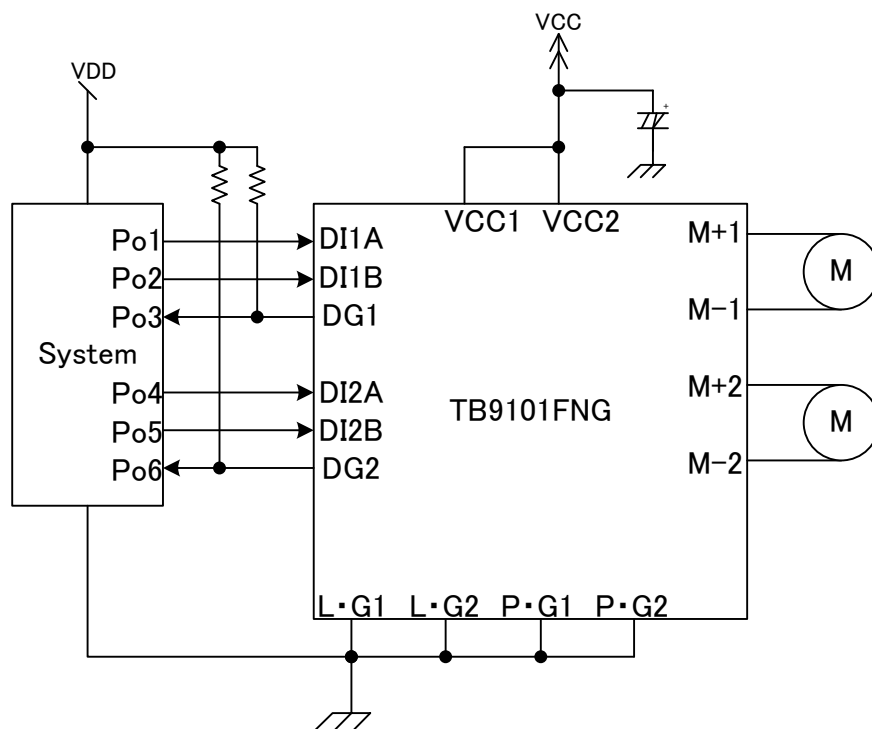 VCC
VDD
+
VCC1 VCC2
Po1
Po2
Po3
System
Po4
Po5
Po6
DI1A
DI1B
DG1
DI2A
DI2B
DG2
TB9101FNG
M+1
M-1
M+2
M-2
M
M
L・G1 L・G2 P・G1 P・G2